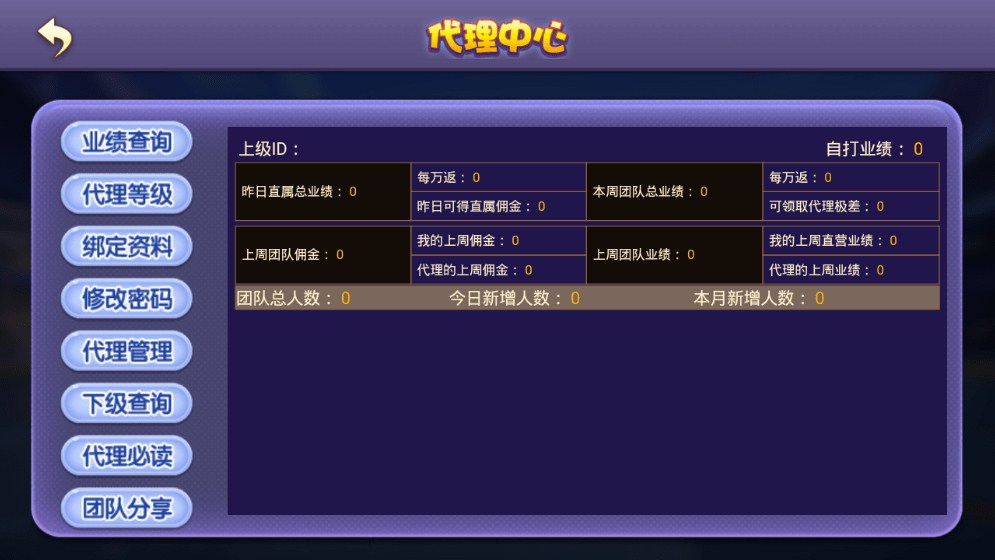 代理中心
业绩查询
代理等级
绑定资料
修改密码
代理管理
下级查询
代理必读
团队分享
上级ID： 自打业绩：0
昨日直属总业绩：0
每万返：0
昨日可得直属佣金：0
本周团队总业绩：0
每万返：0
可领取代理极差：0
上周团队佣金：0
我的上周佣金：0
代理的上周佣金：0
上周团队业绩：0
我的上周直营业绩：0
代理的上周业绩：0
团队总人数：0 今日新增人数：0 本月新增人数：0